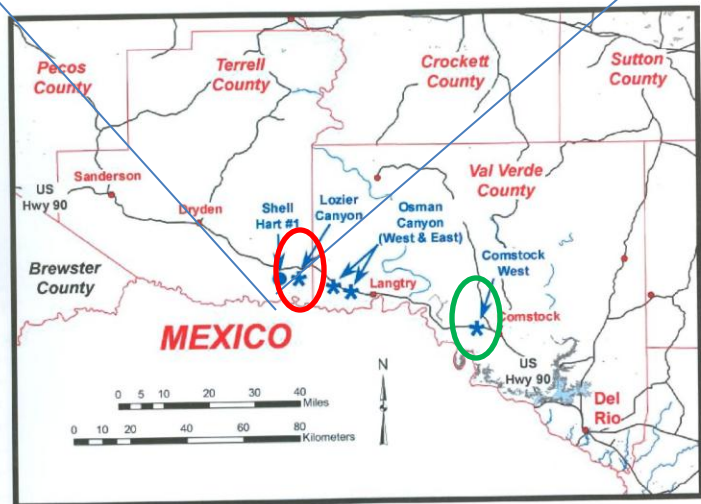 Pecos
County
Terrell
County
Crockett
County
Sutton
County
Val Verde
County
US
Hwy 90
Sanderson
Dryden
Shell
Hart #1
Lozier
Canyon
Osman
Canyon
(West & East)
Comstock
West
Brewster
County
Langtry
Comstock
MEXICO
US
Hwy 90
Del
Rio
N
0 5 10 20 30 40
Miles
0 10 20 40 60 80
Kilometers